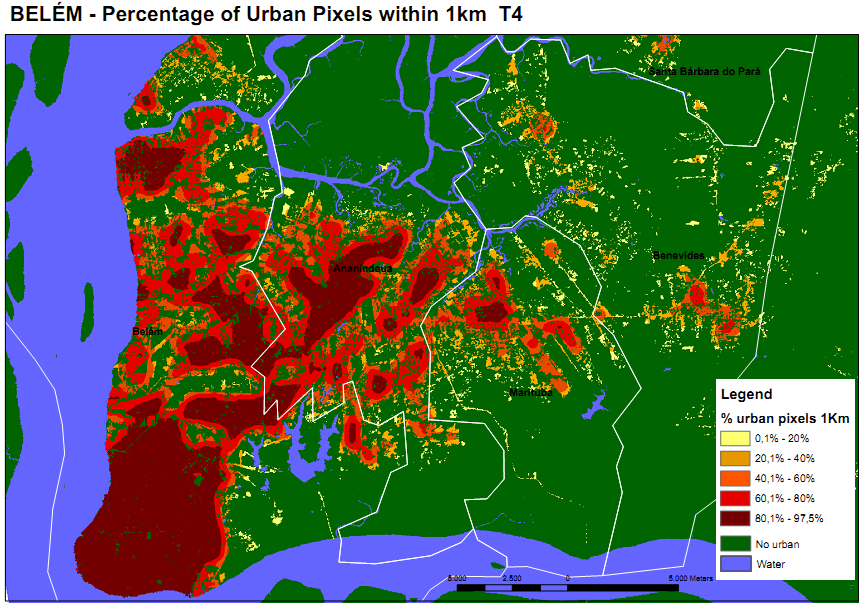 BELÉM - Percentage of Urban Pixels within 1km T4
Santa Bárbara do Pará
Benevides
Ananindeua
Belém
Marituba
Legend
% urban pixels 1Km
0,1% - 20%
20,1% - 40%
40,1% - 60%
60,1% - 80%
80,1% - 97,5%
No urban
Water
5.000 2.500 0 5.000 Meters